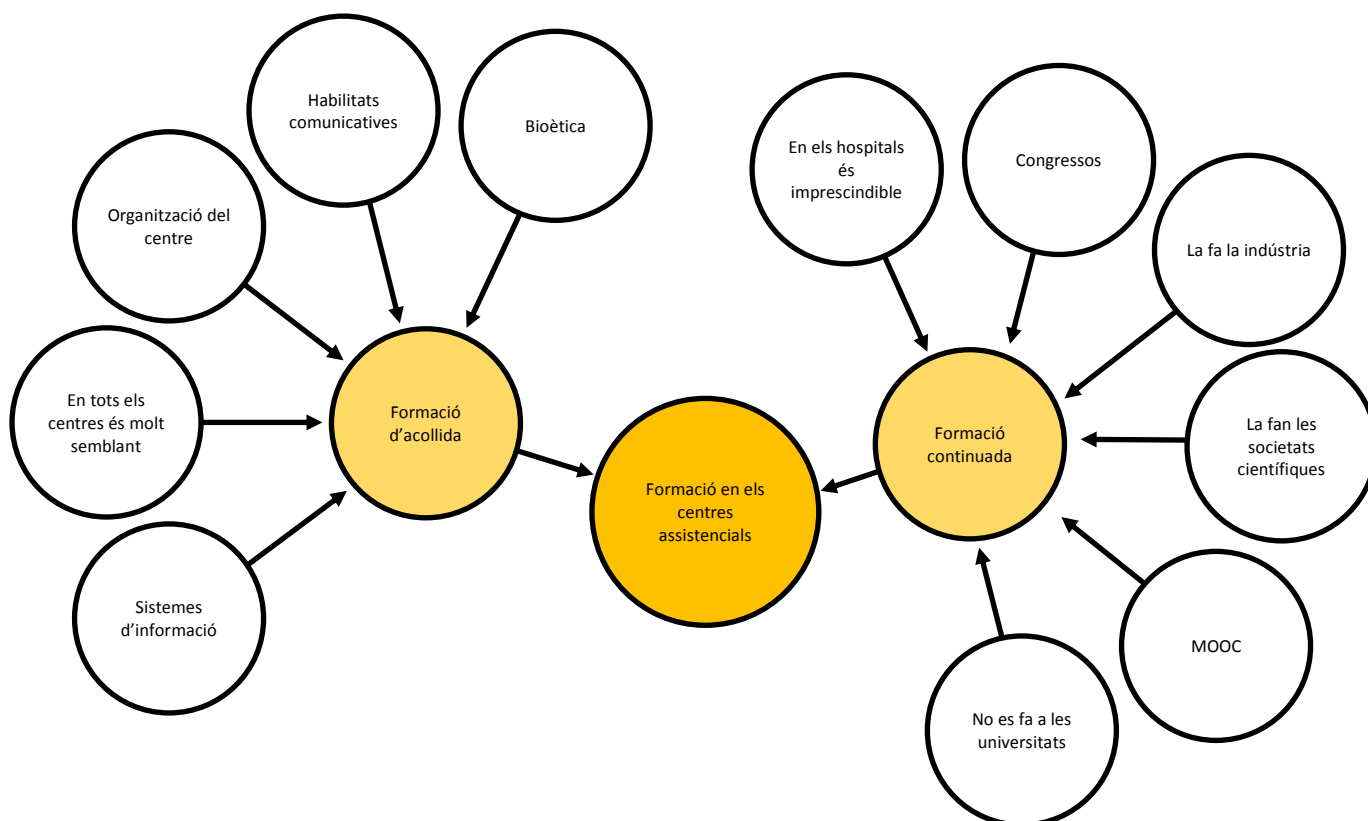 Habilitats
comunicatives
Bioètica
Organització del
centre
En tots els
centres és molt
semblant
Sistemes
d’informació
Formació
d’acollida
Formació en els
centres
assistencials
Formació
continuada
En els hospitals
és
imprescindible
Congressos
La fa la indústria
La fan les
societats
científiques
MOOC
No es fa a les
universitats